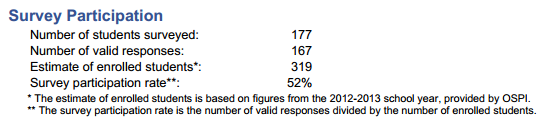 Survey Participation
Number of students surveyed: 177
Number of valid responses: 167
Estimate of enrolled students*: 319
Survey participation rate**: 52%
* The estimate of enrolled students is based on figures from the 2012-2013 school year, provided by OSPI.
** The survey participation rate is the number of valid responses divided by the number of enrolled students.